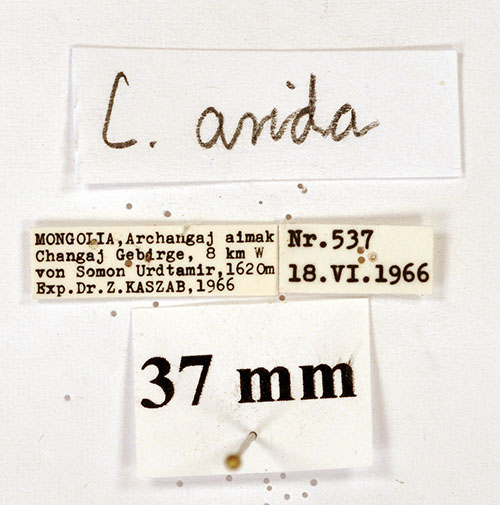 C. arida
MONGOLIA, Archangaj aimak
Changaj Gebirge, 8 km W
von Somon Urdtamir, 1620m
Exp.Dr.Z.KASZAB, 1966
Nr.537
18.VI.1966
37 mm